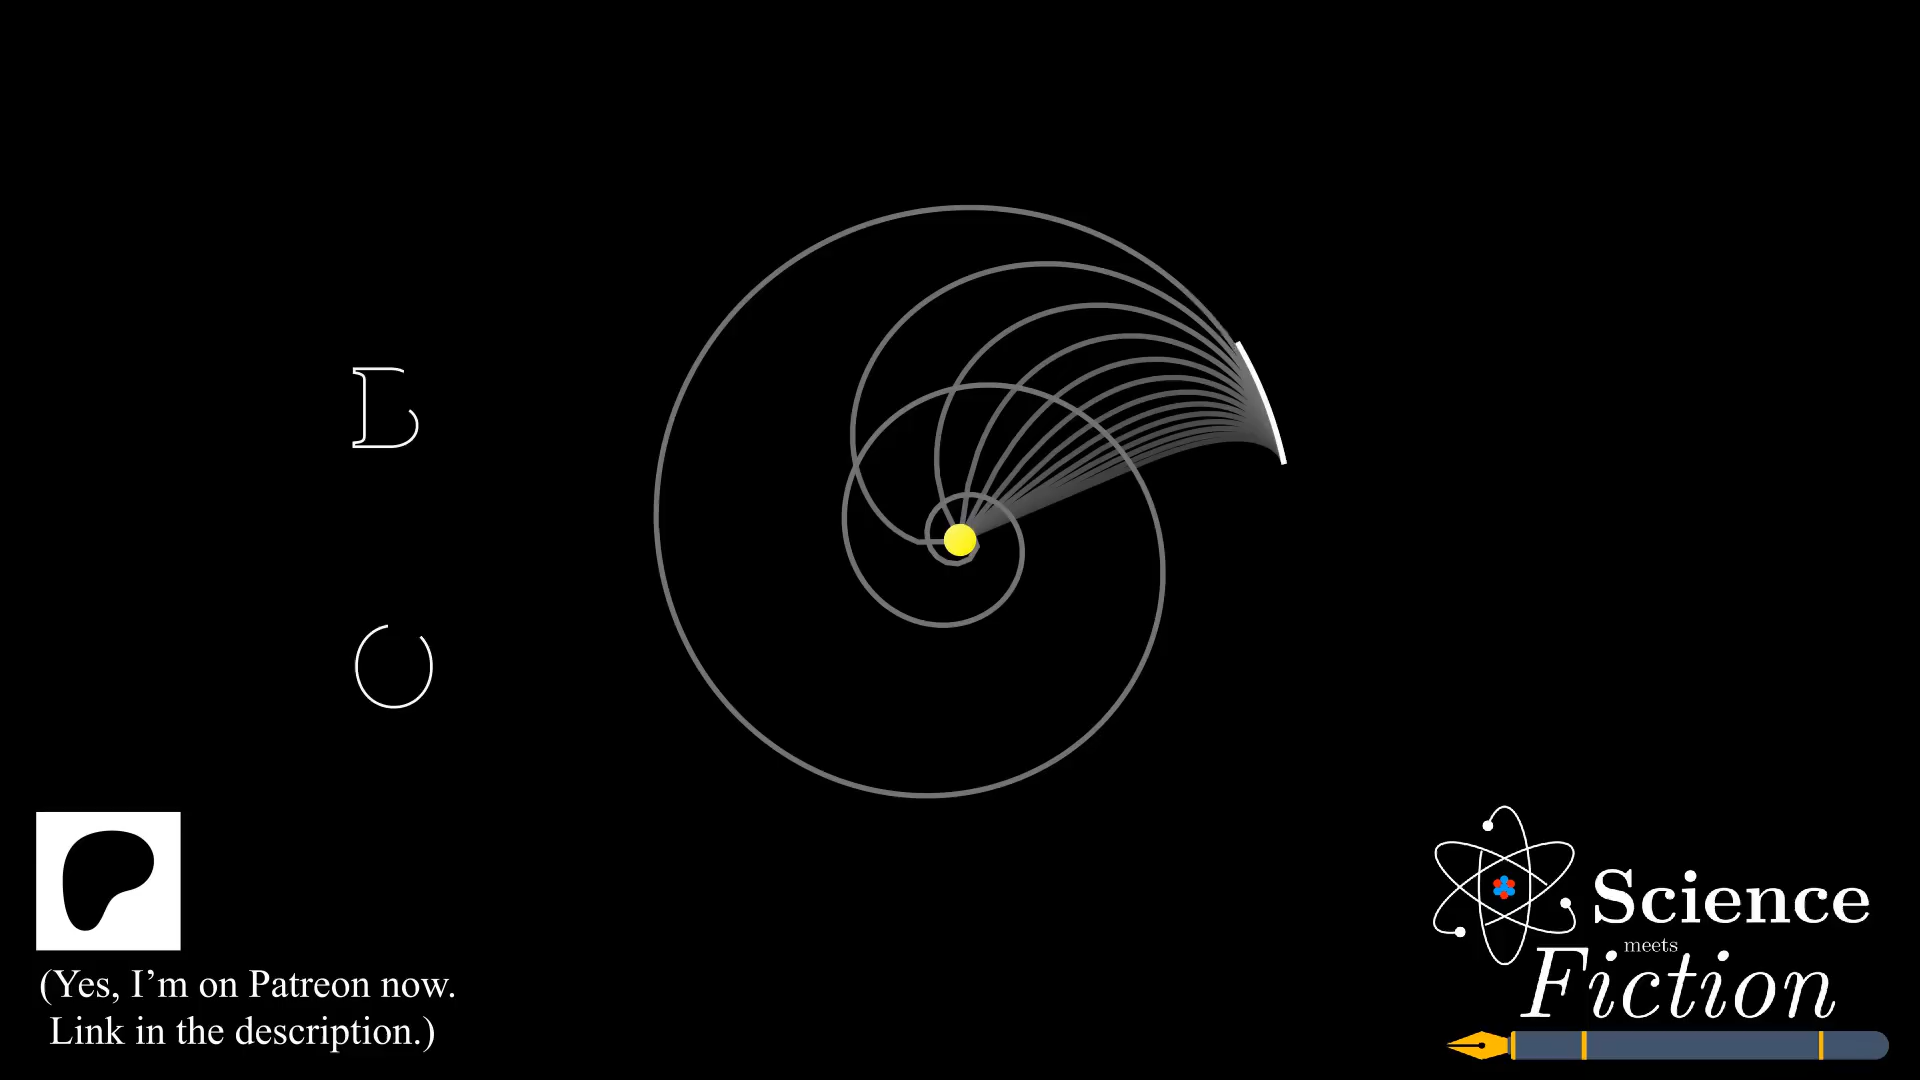 (Yes, I’m on Patreon now.
Link in the description.)
Science
meets
Fiction